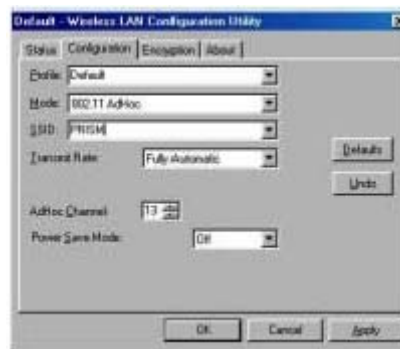 Default - Wireless LAN Configuration Utility
Status Configuration Encryption About
Profile: Default
Mode: 802.11 AdHoc
SSID: PRISM
Transmit Rate: Fully Automatic
Defaults
Undo
AdHoc Channel: 13
Power Save Mode: Off
OK Cancel Apply